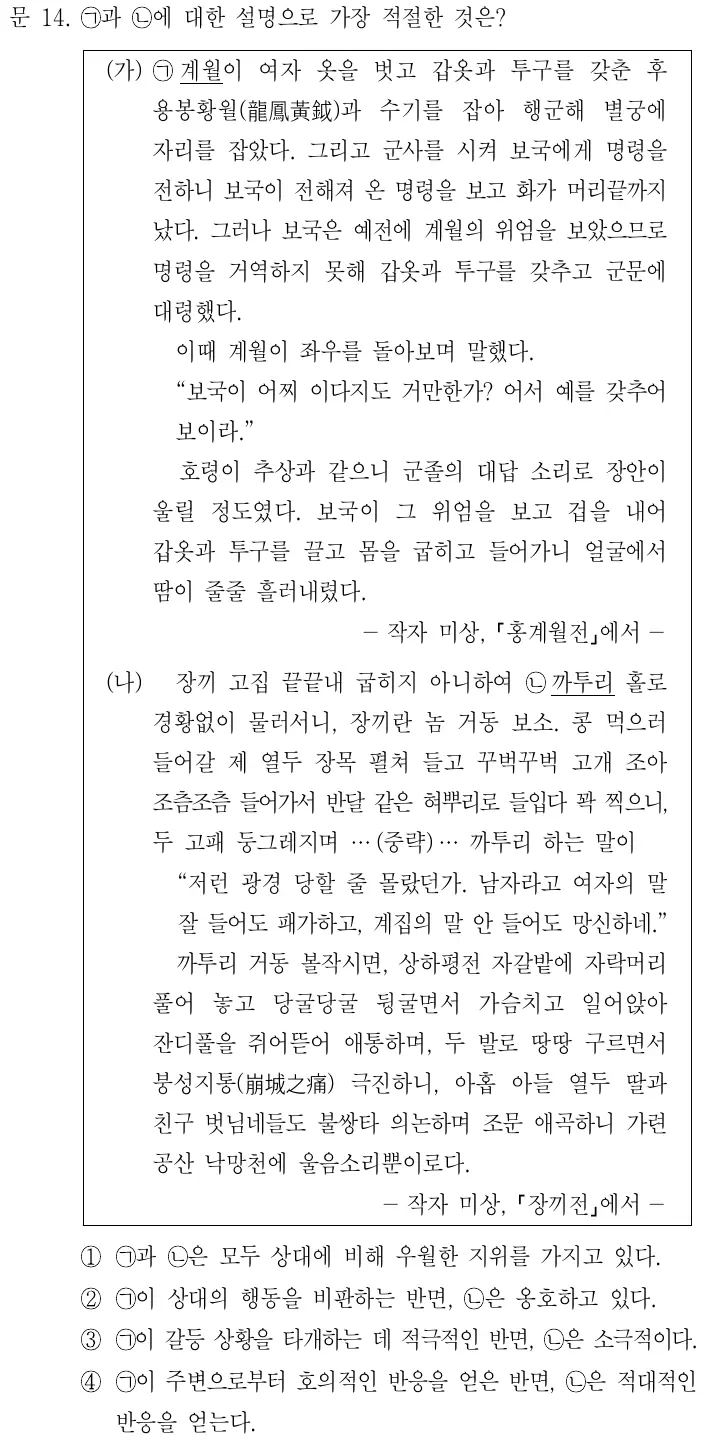 문 14. ㉠과 ㉡에 대한 설명으로 가장 적절한 것은?
(가) ㉠ 계월이 여자 옷을 벗고 갑옷과 투구를 갖춘 후
용봉황월(龍鳳黃鉞)과 수기를 잡아 행군해 별궁에
자리를 잡았다. 그리고 군사를 시켜 보국에게 명령을
전하니 보국이 전해져 온 명령을 보고 화가 머리끝까지
났다. 그러나 보국은 예전에 계월의 위엄을 보았으므로
명령을 거역하지 못해 갑옷과 투구를 갖추고 군문에
대령했다.
이때 계월이 좌우를 돌아보며 말했다.
“보국이 어찌 이다지도 거만한가? 어서 예를 갖추어
보이라.”
호령이 추상과 같으니 군졸의 대답 소리로 장안이
울릴 정도였다. 보국이 그 위엄을 보고 겁을 내어
갑옷과 투구를 끌고 몸을 굽히고 들어가니 얼굴에서
땀이 줄줄 흘러내렸다.
－ 작자 미상, 「홍계월전」에서 －
(나) 장끼 고집 끝끝내 굽히지 아니하여 ㉡ 까투리 홀로
경황없이 물러서니, 장끼란 놈 거동 보소. 콩 먹으러
들어갈 제 열두 장목 펼쳐 들고 꾸벅꾸벅 고개 조아
조츰조츰 들어가서 반달 같은 혀뿌리로 들입다 꽉 찍으니,
두 고패 둥그레지며 …(중략)… 까투리 하는 말이
“저런 광경 당할 줄 몰랐던가. 남자라고 여자의 말
잘 들어도 패가하고, 계집의 말 안 들어도 망신하네.”
까투리 거동 볼작시면, 상하평전 자갈밭에 자락머리
풀어 놓고 당굴당굴 뒹굴면서 가슴치고 일어앉아
잔디풀을 쥐어뜯어 애통하며, 두 발로 땅땅 구르면서
붕성지통(崩城之痛) 극진하니, 아홉 아들 열두 딸과
친구 벗님네들도 불쌍타 의논하며 조문 애곡하니 가련
공산 낙망천에 울음소리뿐이로다.
－ 작자 미상, 「장끼전」에서 －
① ㉠과 ㉡은 모두 상대에 비해 우월한 지위를 가지고 있다.
② ㉠이 상대의 행동을 비판하는 반면, ㉡은 옹호하고 있다.
③ ㉠이 갈등 상황을 타개하는 데 적극적인 반면, ㉡은 소극적이다.
④ ㉠이 주변으로부터 호의적인 반응을 얻은 반면, ㉡은 적대적인
반응을 얻는다.